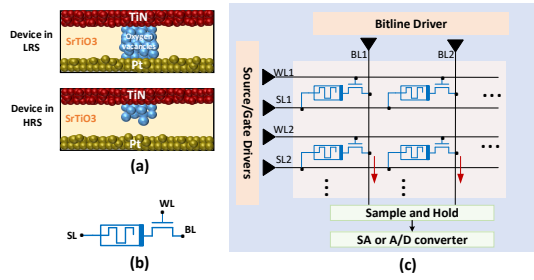 TiN
Device in
LRS
SrTiO3
Oxygen
vacancies
Pt
TiN
Device in
HRS
SrTiO3
Pt
(a)
WL
SL
BL
(b)
Bitline Driver
BL1
BL2
Source/Gate Drivers
WL1
SL1
WL2
SL2
Sample and Hold
SA or A/D converter
(c)